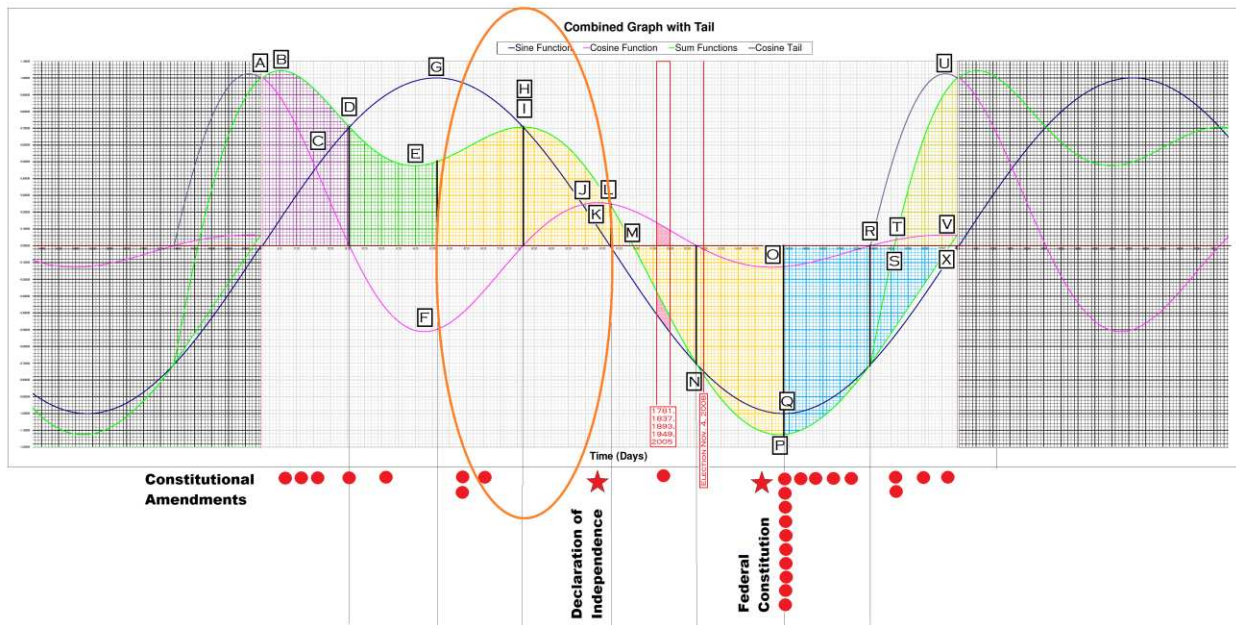 Combined Graph with Tail
Sine Function Cosine Function Sum Functions Cosine Tail
A
B
G
U
H
I
D
C
E
J
L
K
M
R
T
V
O
S
X
F
N
Q
P
1781,
1837,
1893,
1949,
2005
ELECTION Nov. 4, 2008
Time (Days)
Constitutional
Amendments
Declaration of
Independence
Federal
Constitution